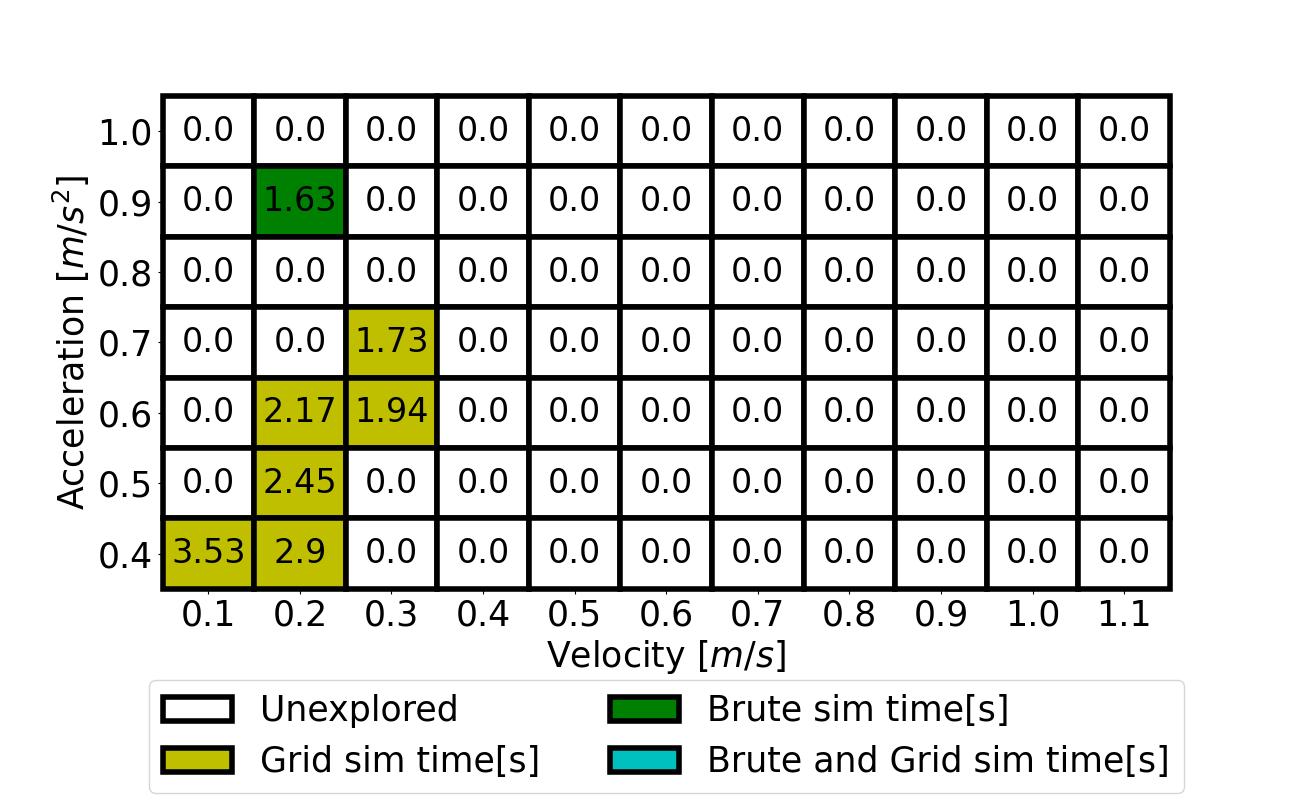 1.0 0.0 0.0 0.0 0.0 0.0 0.0 0.0 0.0 0.0 0.0 0.0
0.9 0.0 1.63 0.0 0.0 0.0 0.0 0.0 0.0 0.0 0.0 0.0
0.8 0.0 0.0 0.0 0.0 0.0 0.0 0.0 0.0 0.0 0.0 0.0
0.7 0.0 0.0 1.73 0.0 0.0 0.0 0.0 0.0 0.0 0.0 0.0
0.6 0.0 2.17 1.94 0.0 0.0 0.0 0.0 0.0 0.0 0.0 0.0
0.5 0.0 2.45 0.0 0.0 0.0 0.0 0.0 0.0 0.0 0.0 0.0
0.4 3.53 2.9 0.0 0.0 0.0 0.0 0.0 0.0 0.0 0.0 0.0
Acceleration [m/s²]
0.1 0.2 0.3 0.4 0.5 0.6 0.7 0.8 0.9 1.0 1.1
Velocity [m/s]
Unexplored
Grid sim time[s]
Brute sim time[s]
Brute and Grid sim time[s]